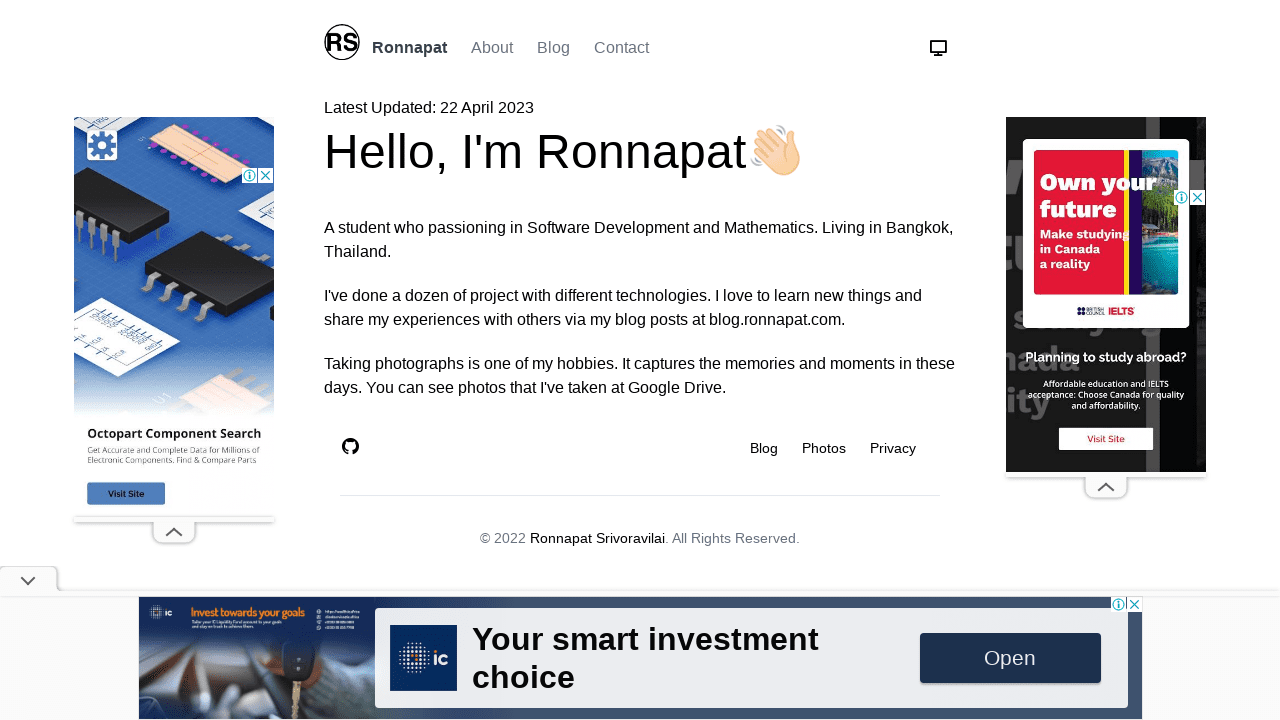 RS
Ronnapat About Blog Contact
Latest Updated: 22 April 2023
Hello, I'm Ronnapat👋🏻
A student who passioning in Software Development and Mathematics. Living in Bangkok,
Thailand.
I've done a dozen of project with different technologies. I love to learn new things and
share my experiences with others via my blog posts at blog.ronnapat.com.
Taking photographs is one of my hobbies. It captures the memories and moments in these
days. You can see photos that I've taken at Google Drive.
Blog Photos Privacy
© 2022 Ronnapat Srivoravilai. All Rights Reserved.
U1
Octopart Component Search
Get Accurate and Complete Data for Millions of
Electronic Components. Find & Compare Parts
Visit Site
Own your
future
Make studying
in Canada
a reality
BRITISH COUNCIL IELTS
Planning to study abroad?
Affordable education and IELTS
acceptance: Choose Canada for quality
and affordability.
Visit Site
ic
Invest towards your goals
Your smart investment
choice
ic
Open